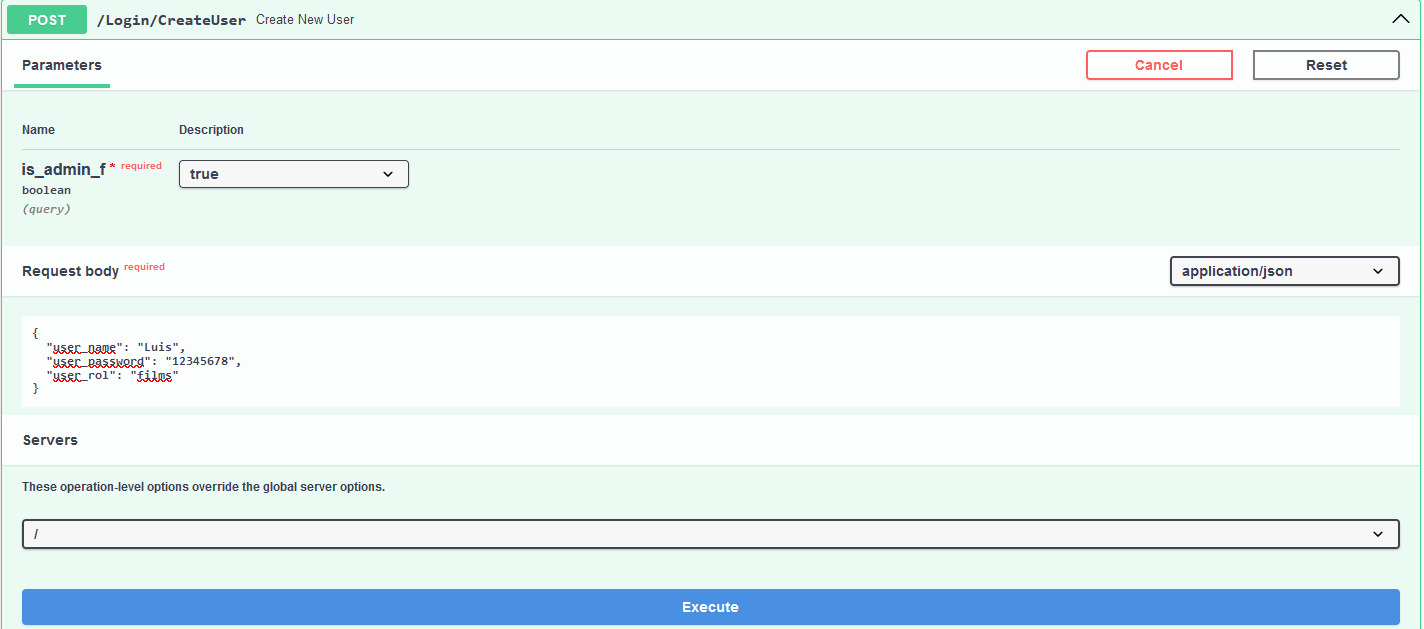 POST /Login/CreateUser Create New User
Parameters Cancel Reset
Name Description
is_admin_f * required true
boolean
(query)
Request body required application/json
{
"user_name": "Luis",
"user_password": "12345678",
"user_rol": "films"
}
Servers
These operation-level options override the global server options.
/
Execute